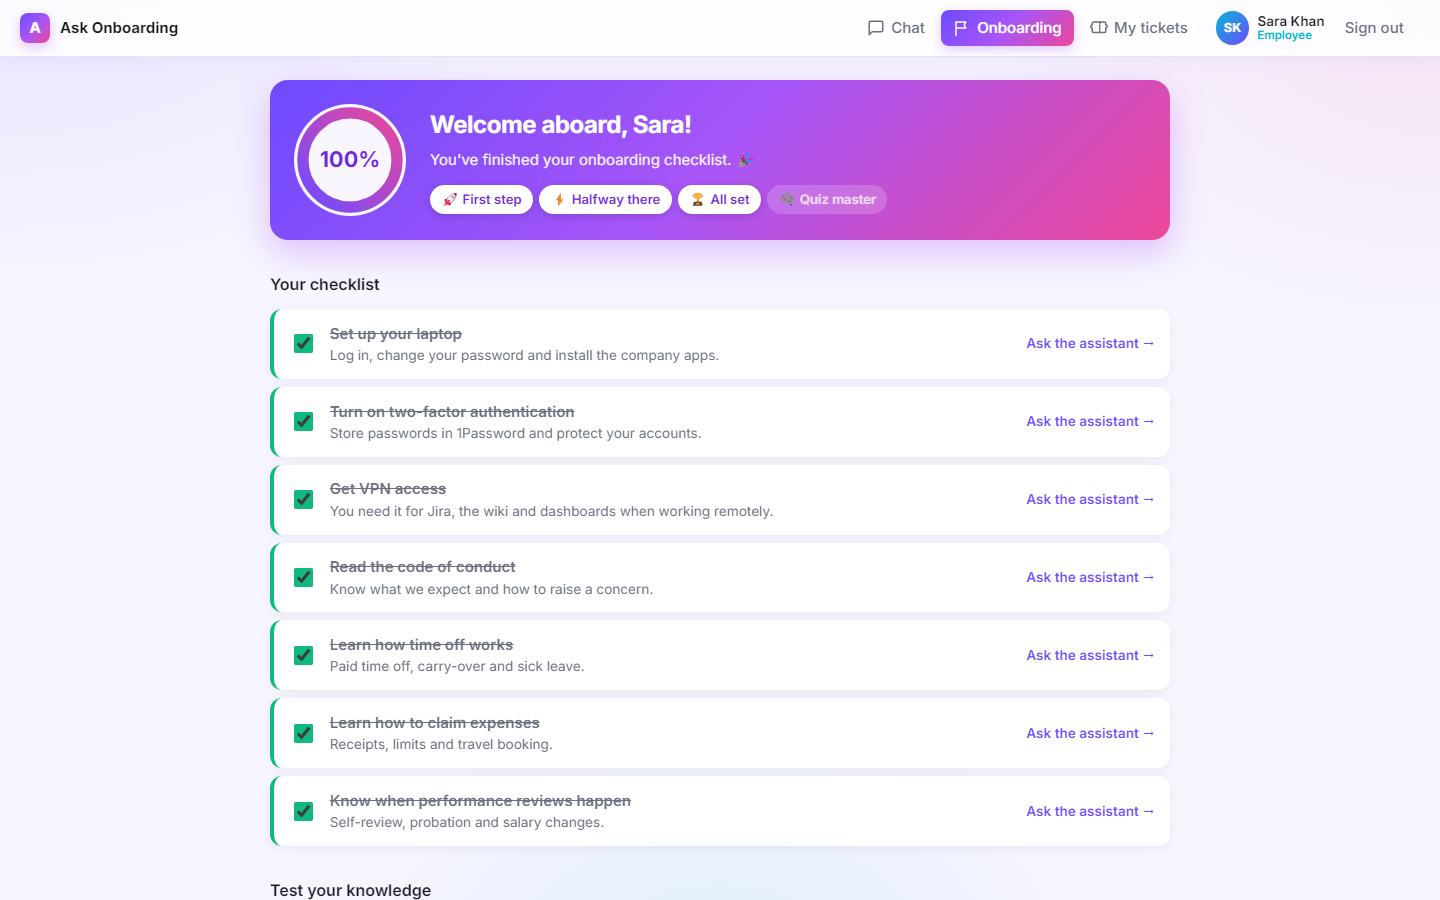 A Ask Onboarding
Chat
Onboarding
My tickets
SK
Sara Khan
Employee
Sign out
100%
Welcome aboard, Sara!
You've finished your onboarding checklist. 🎉
🚀 First step
⚡ Halfway there
🏆 All set
🧠 Quiz master
Your checklist
Set up your laptop
Log in, change your password and install the company apps.
Ask the assistant →
Turn on two-factor authentication
Store passwords in 1Password and protect your accounts.
Ask the assistant →
Get VPN access
You need it for Jira, the wiki and dashboards when working remotely.
Ask the assistant →
Read the code of conduct
Know what we expect and how to raise a concern.
Ask the assistant →
Learn how time off works
Paid time off, carry-over and sick leave.
Ask the assistant →
Learn how to claim expenses
Receipts, limits and travel booking.
Ask the assistant →
Know when performance reviews happen
Self-review, probation and salary changes.
Ask the assistant →
Test your knowledge